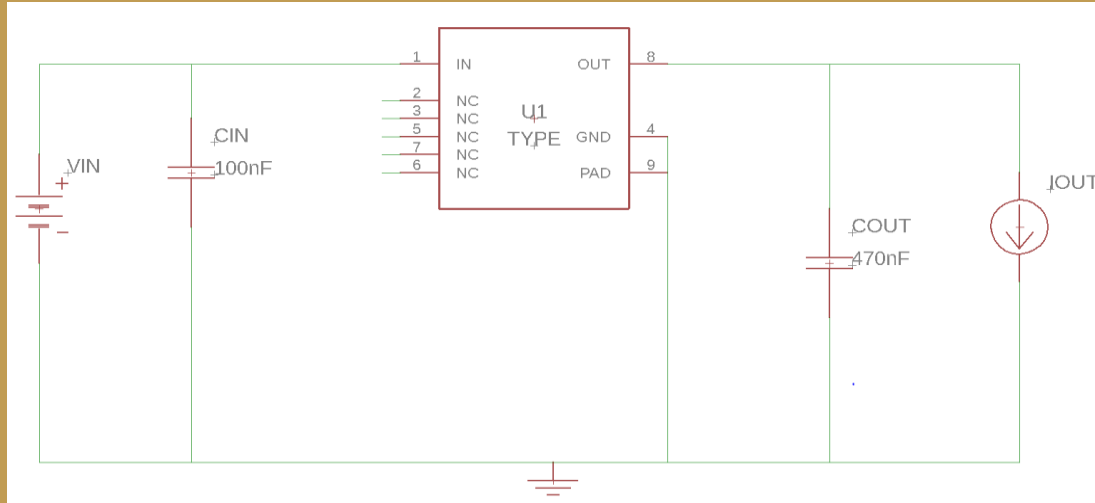 VIN
+
−
CIN
100nF
1 IN
2 NC
3 NC
5 NC
7 NC
6 NC
U1
TYPE
OUT 8
GND 4
PAD 9
COUT
470nF
IOUT